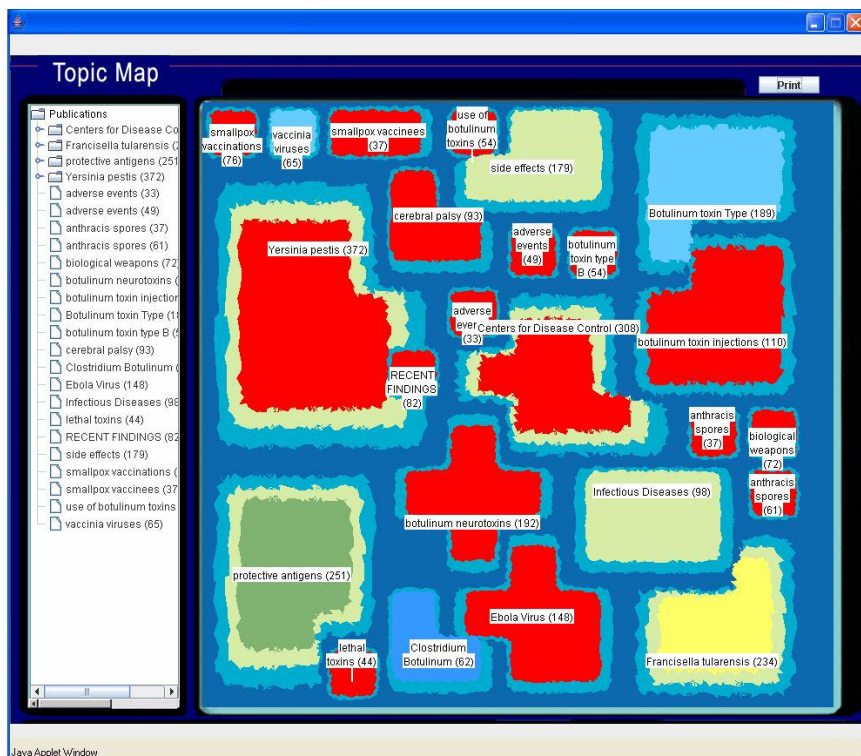 Topic Map
Print
Publications
Centers for Disease Co
Francisella tularensis (2
protective antigens (251
Yersinia pestis (372)
adverse events (33)
adverse events (49)
anthracis spores (37)
anthracis spores (61)
biological weapons (72
botulinum neurotoxins (
botulinum toxin injection
Botulinum toxin Type (18
botulinum toxin type B (5
cerebral palsy (93)
Clostridium Botulinum (
Ebola Virus (148)
Infectious Diseases (98
lethal toxins (44)
RECENT FINDINGS (82
side effects (179)
smallpox vaccinations (
smallpox vaccinees (37
use of botulinum toxins
vaccinia viruses (65)
smallpox
vaccinations
(76)
vaccinia
viruses
(65)
smallpox vaccinees
(37)
use of
botulinum
toxins (54)
side effects (179)
Botulinum toxin Type (189)
cerebral palsy (93)
Yersinia pestis (372)
adverse
events
(49)
botulinum
toxin type
B (54)
adverse
ever
(33)
Centers for Disease Control (308)
botulinum toxin injections (110)
RECENT
FINDINGS
(82)
anthracis
spores
(37)
biological
weapons
(72)
anthracis
spores
(61)
Infectious Diseases (98)
botulinum neurotoxins (192)
protective antigens (251)
Ebola Virus (148)
lethal
toxins (44)
Clostridium
Botulinum (62)
Francisella tularensis (234)
Java Applet Window